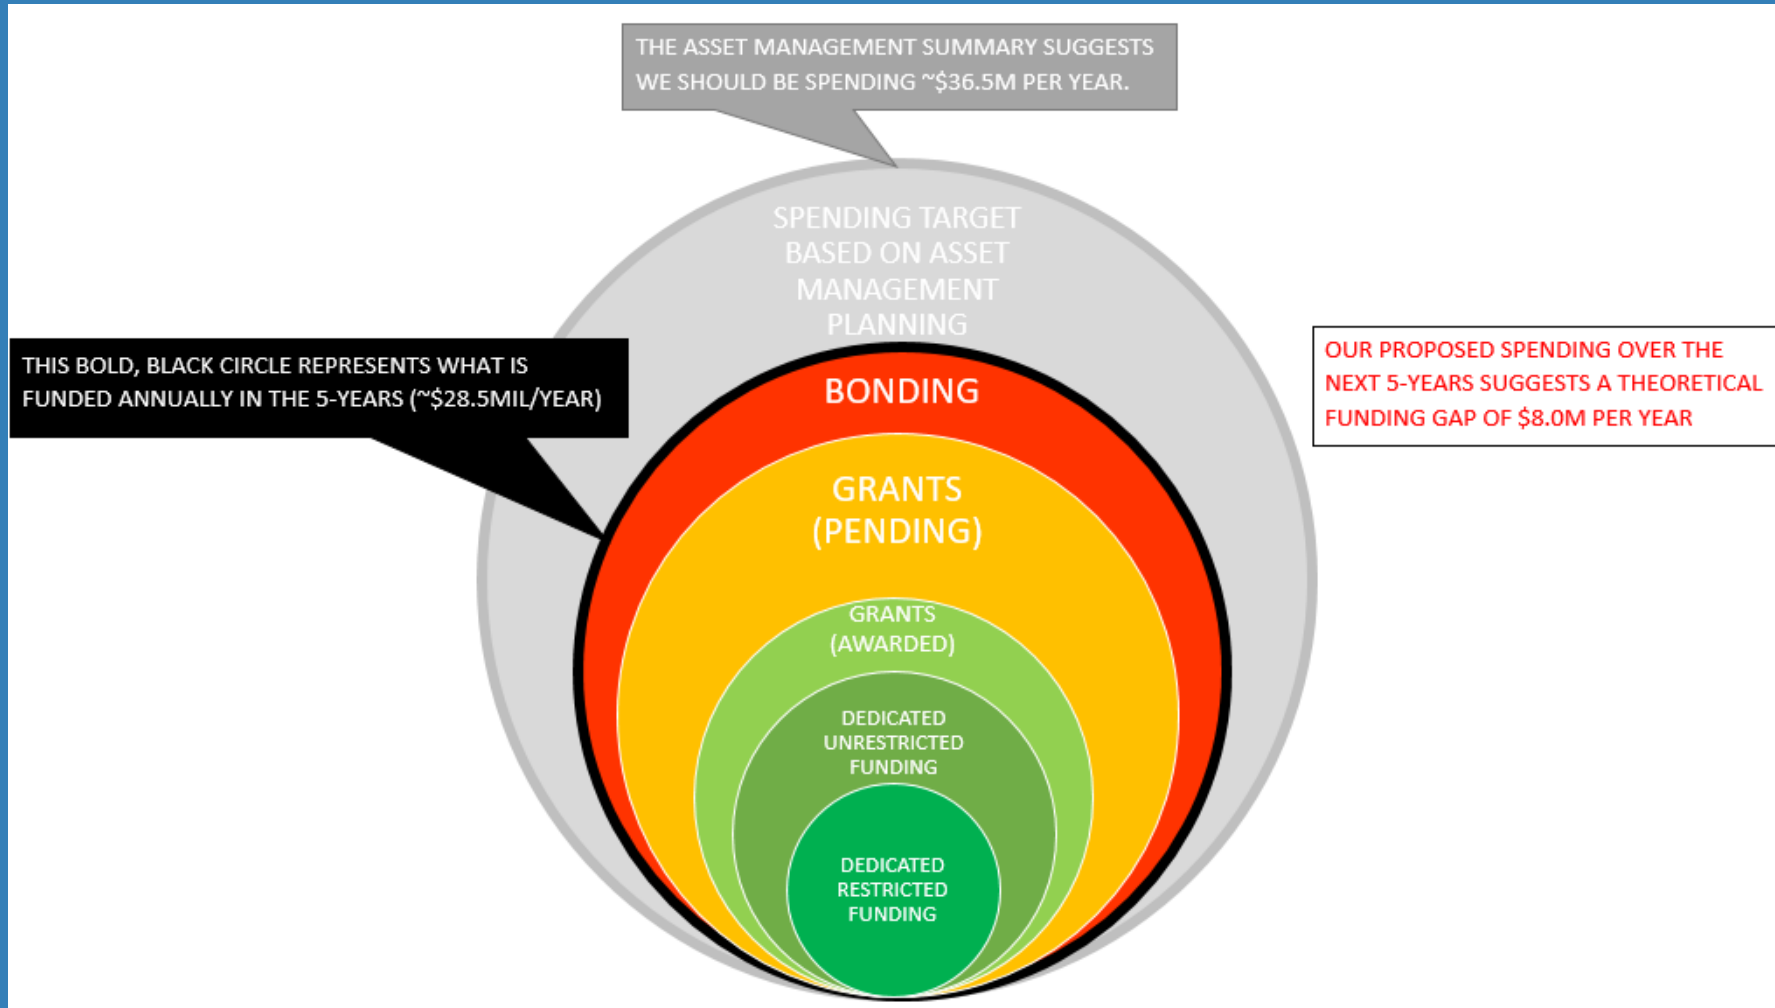 THE ASSET MANAGEMENT SUMMARY SUGGESTS
WE SHOULD BE SPENDING ~$36.5M PER YEAR.
SPENDING TARGET
BASED ON ASSET
MANAGEMENT
PLANNING
THIS BOLD, BLACK CIRCLE REPRESENTS WHAT IS
FUNDED ANNUALLY IN THE 5-YEARS (~$28.5MIL/YEAR)
OUR PROPOSED SPENDING OVER THE
NEXT 5-YEARS SUGGESTS A THEORETICAL
FUNDING GAP OF $8.0M PER YEAR
BONDING
GRANTS
(PENDING)
GRANTS
(AWARDED)
DEDICATED
UNRESTRICTED
FUNDING
DEDICATED
RESTRICTED
FUNDING